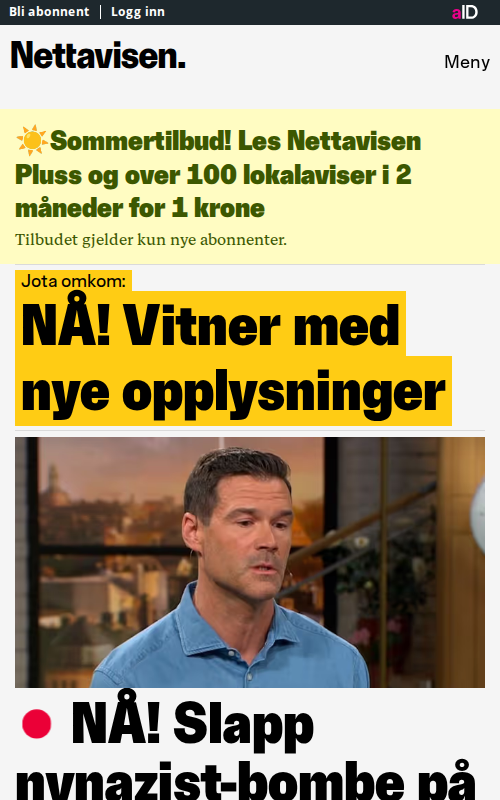 Bli abonnent | Logg inn
aID
Nettavisen.
Meny
☀️Sommertilbud! Les Nettavisen
Pluss og over 100 lokalaviser i 2
måneder for 1 krone
Tilbudet gjelder kun nye abonnenter.
Jota omkom:
NÅ! Vitner med
nye opplysninger
NÅ! Slapp
nynazist-bombe på